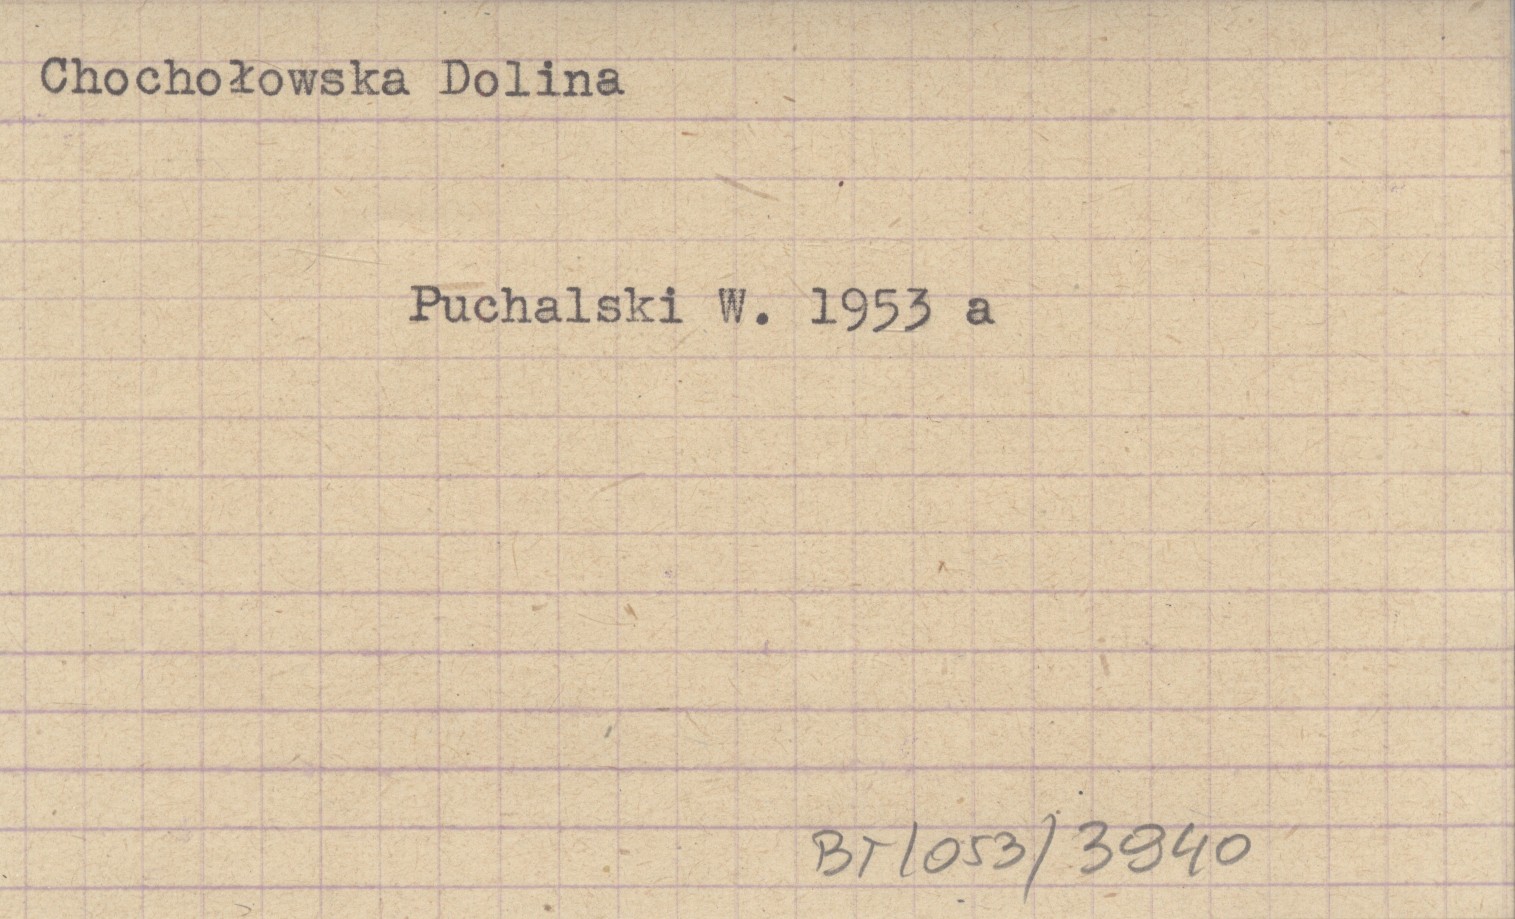 Chochołowska Dolina
Puchalski W. 1953 a
BT/053/3940